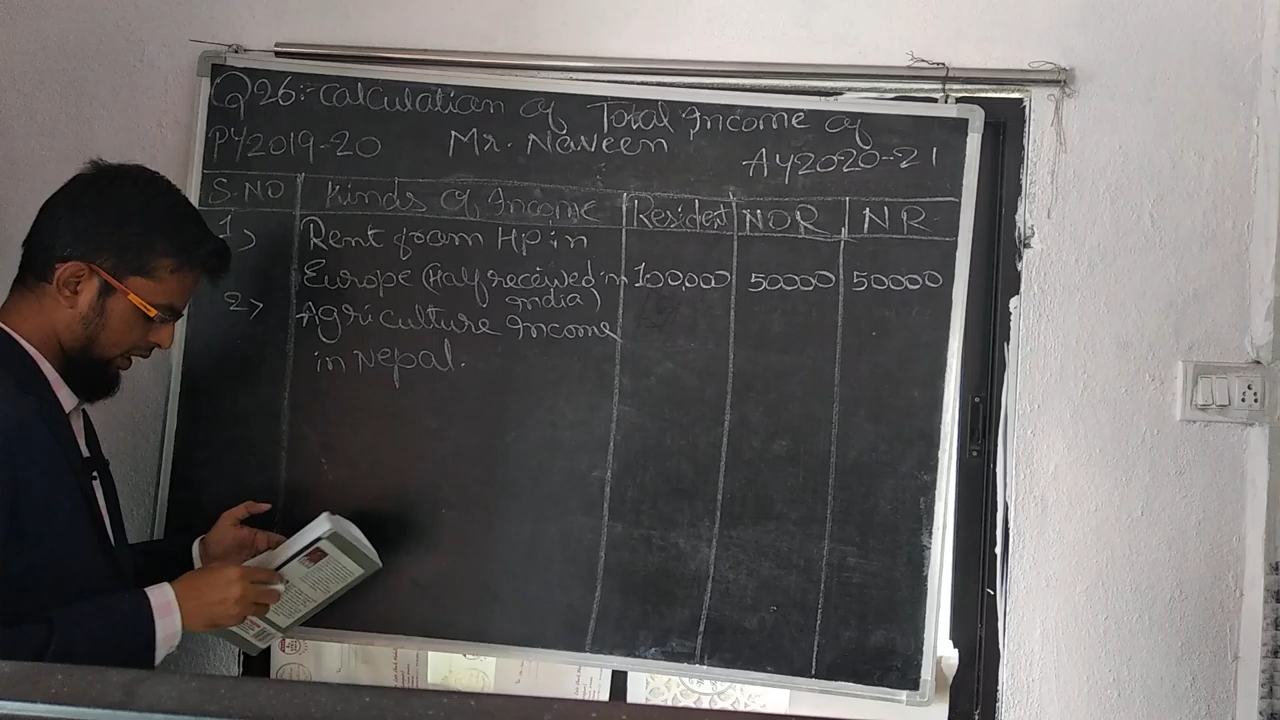 Q26:- Calculation of Total Income of
PY2019-20 Mr. Naveen AY2020-21
S.NO Kinds of Income Resident NOR NR
1> Rent from HP in
Europe (Half received in 100,000 50000 50000
India)
2> Agriculture Income
in Nepal.